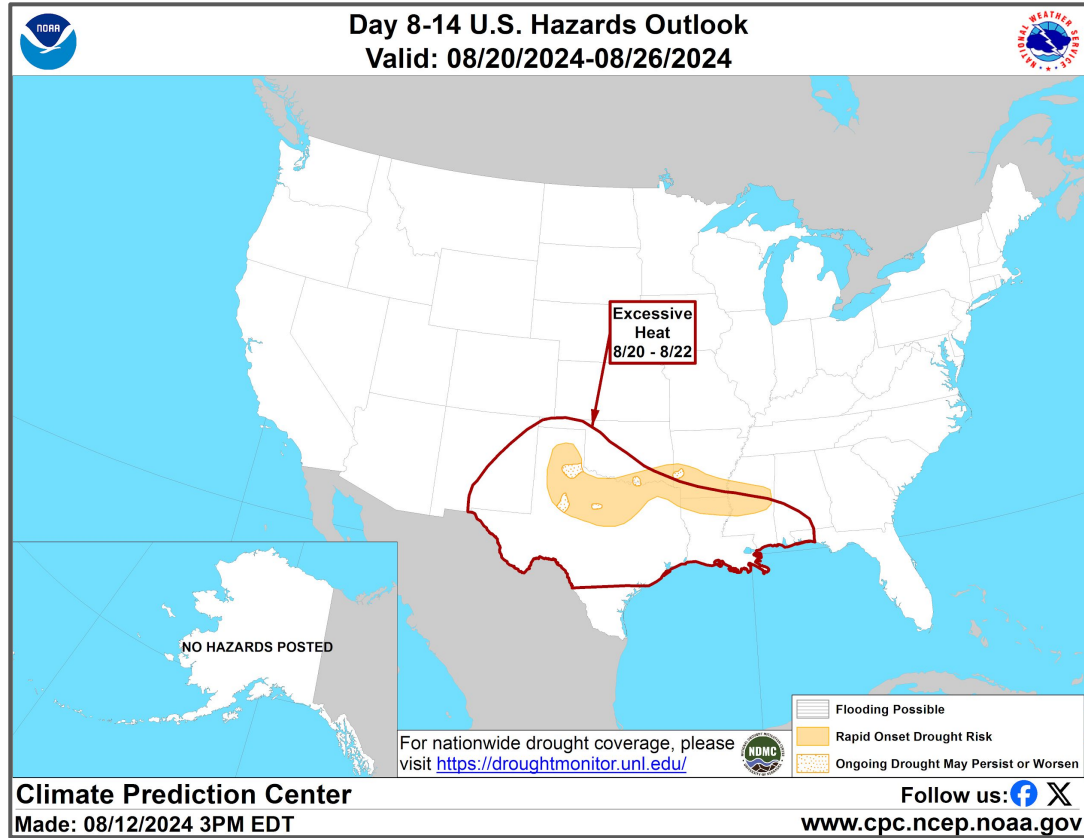 NOAA
Day 8-14 U.S. Hazards Outlook
Valid: 08/20/2024-08/26/2024
NATIONAL WEATHER SERVICE
Excessive
Heat
8/20 - 8/22
NO HAZARDS POSTED
For nationwide drought coverage, please
visit https://droughtmonitor.unl.edu/
NDMC
Flooding Possible
Rapid Onset Drought Risk
Ongoing Drought May Persist or Worsen
Climate Prediction Center
Follow us:
Made: 08/12/2024 3PM EDT
www.cpc.ncep.noaa.gov